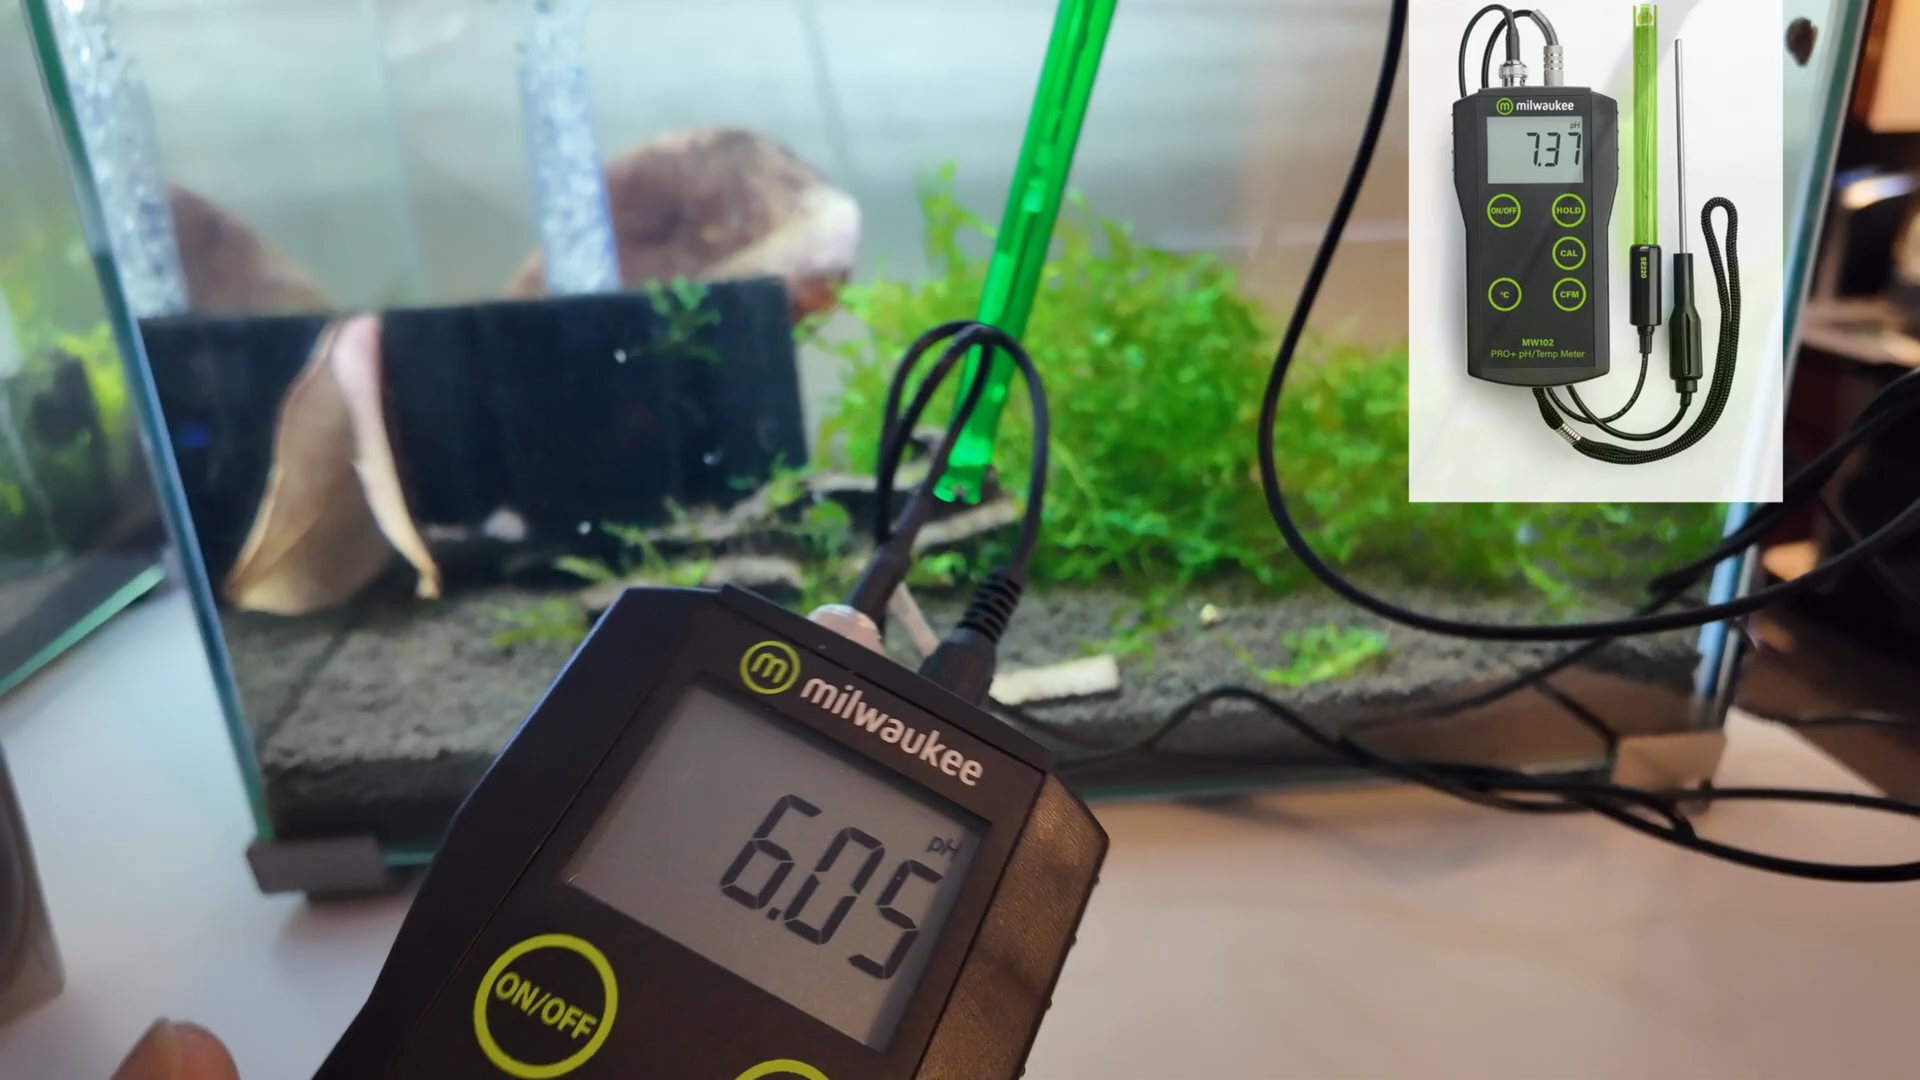 m milwaukee
pH
6.05
ON/OFF
m milwaukee
pH
7.37
ON/OFF
HOLD
CAL
°C
CFM
MW102
PRO+ pH/Temp Meter
SE220